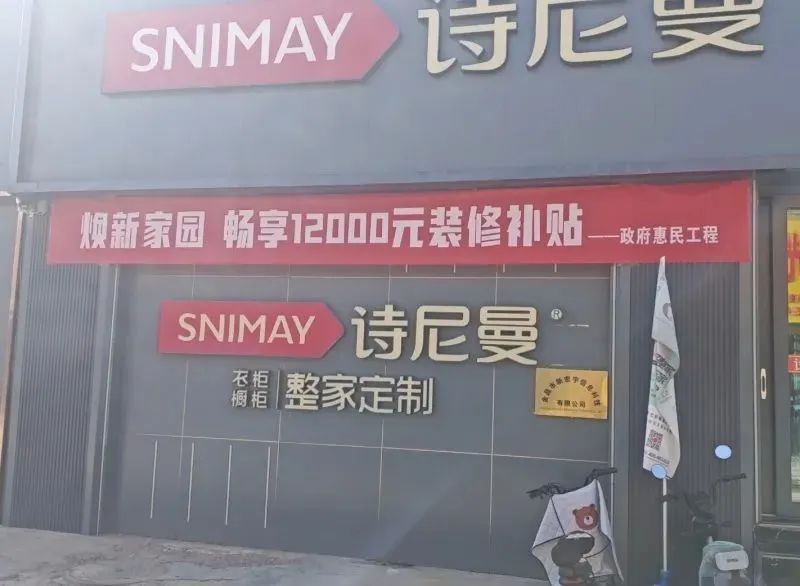 SNIMAY 诗尼曼
焕新家园 畅享12000元装修补贴——政府惠民工程
SNIMAY 诗尼曼®
衣柜
橱柜
整家定制
有限公司